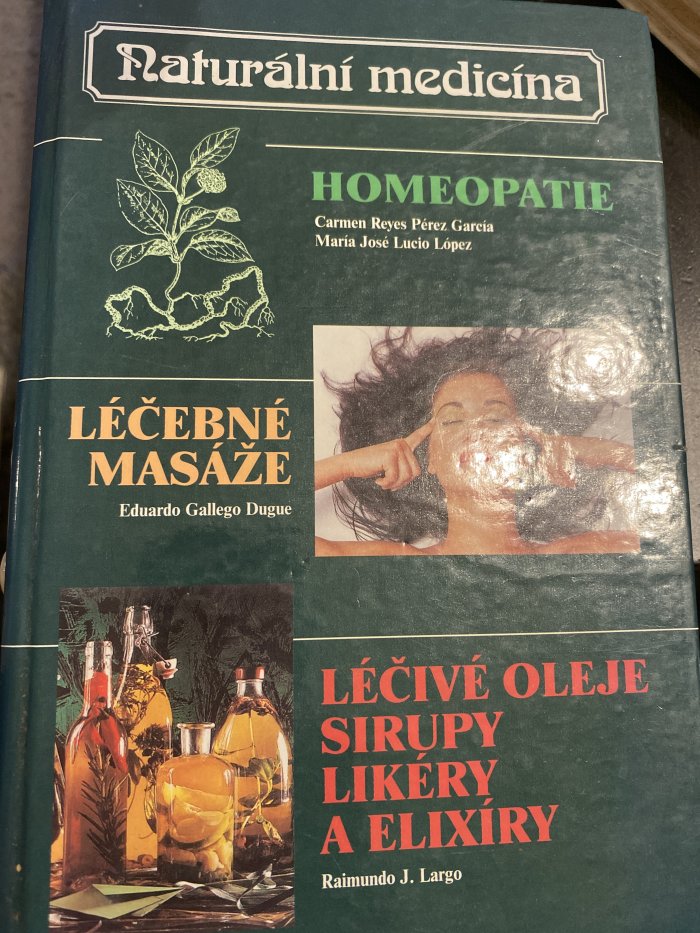 Naturální medicína
HOMEOPATIE
Carmen Reyes Pérez García
María José Lucio López
LÉČEBNÉ
MASÁŽE
Eduardo Gallego Dugue
LÉČIVÉ OLEJE
SIRUPY
LIKÉRY
A ELIXÍRY
Raimundo J. Largo